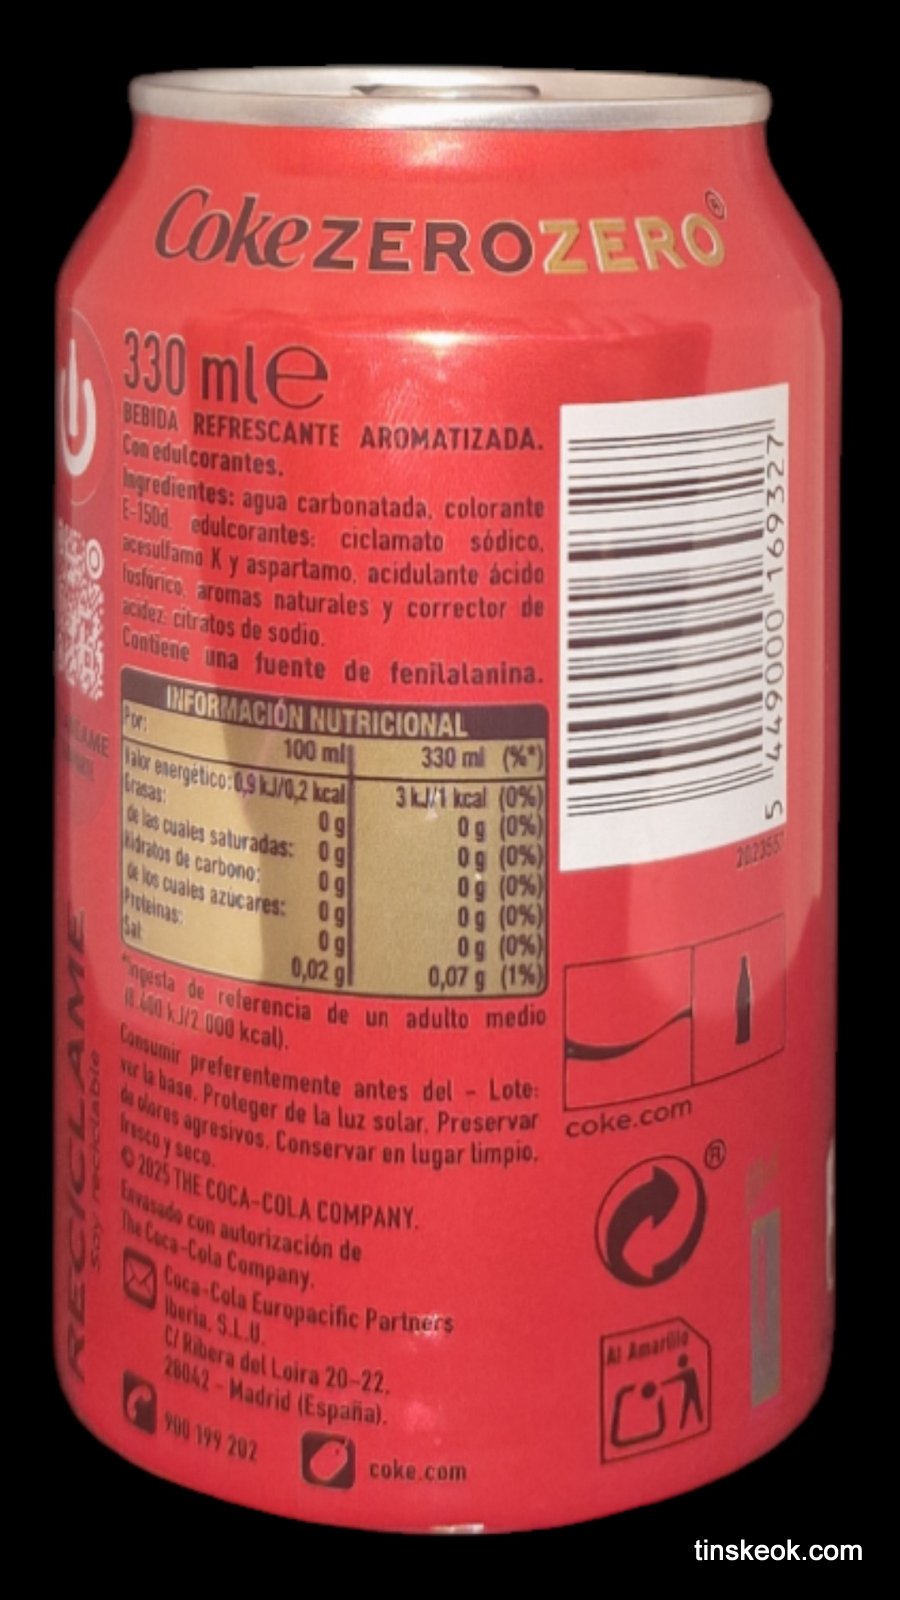 Coke ZERO ZERO®
330 ml e
BEBIDA REFRESCANTE AROMATIZADA.
Con edulcorantes.
Ingredientes: agua carbonatada, colorante
E-150d, edulcorantes: ciclamato sódico,
acesulfamo K y aspartamo, acidulante ácido
fosfórico, aromas naturales y corrector de
acidez citratos de sodio.
Contiene una fuente de fenilalanina.
INFORMACIÓN NUTRICIONAL
Por: 100 ml 330 ml (%*)
Valor energético: 0,9 kJ/0,2 kcal 3 kJ/1 kcal (0%)
Grasas: 0 g 0 g (0%)
de las cuales saturadas: 0 g 0 g (0%)
Hidratos de carbono: 0 g 0 g (0%)
de los cuales azúcares: 0 g 0 g (0%)
Proteínas: 0 g 0 g (0%)
Sal: 0,02 g 0,07 g (1%)
*Ingesta de referencia de un adulto medio
(8.400 kJ/2.000 kcal).
Consumir preferentemente antes del - Lote:
ver la base. Proteger de la luz solar. Preservar
de olores agresivos. Conservar en lugar limpio,
fresco y seco.
© 2025 THE COCA-COLA COMPANY.
Envasado con autorización de
The Coca-Cola Company.
Coca-Cola Europacific Partners
Iberia, S.L.U.
C/ Ribera del Loira 20-22.
28042 - Madrid (España).
900 199 202
coke.com
RECICLAME
Soy reciclable
5 449000 169327
2023557
coke.com
®
Al Amarillo
tinskeok.com